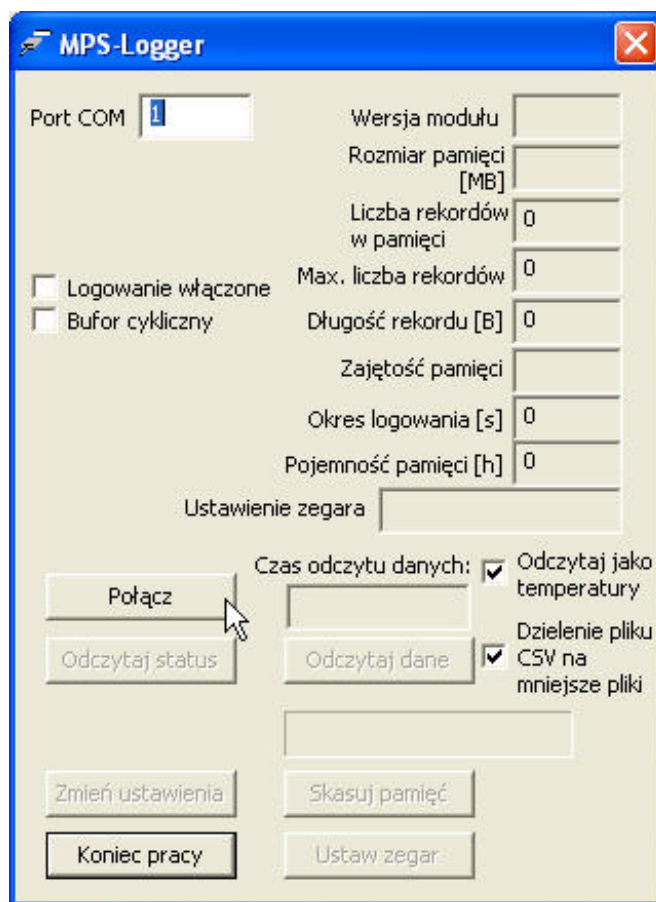 MPS-Logger
Port COM 1
Wersja modułu
Rozmiar pamięci
[MB]
Liczba rekordów
w pamięci 0
Max. liczba rekordów 0
Logowanie włączone
Bufor cykliczny
Długość rekordu [B] 0
Zajętość pamięci
Okres logowania [s] 0
Pojemność pamięci [h] 0
Ustawienie zegara
Czas odczytu danych:
Odczytaj jako
temperatury
Połącz
Dzielenie pliku
CSV na
mniejsze pliki
Odczytaj status
Odczytaj dane
Zmień ustawienia
Skasuj pamięć
Koniec pracy
Ustaw zegar